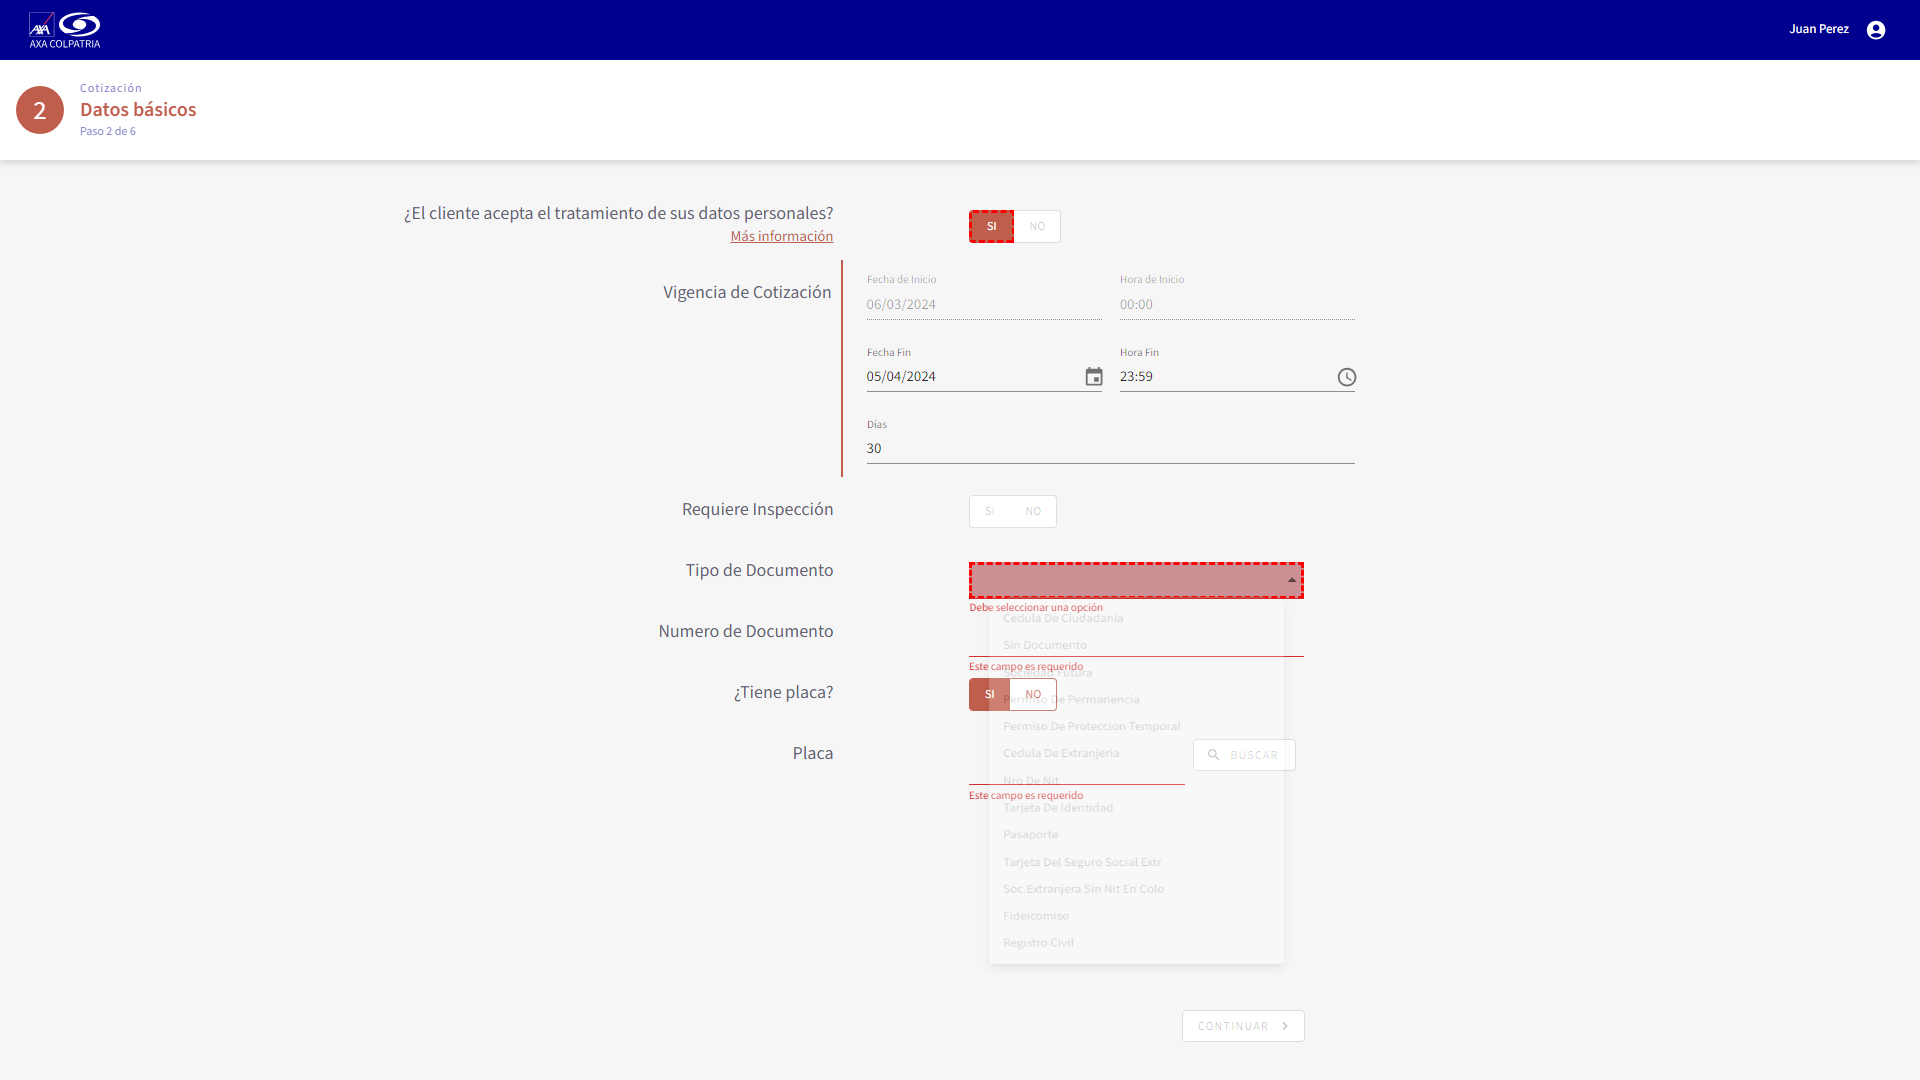 AXA
AXA COLPATRIA
Juan Perez
2
Cotización
Datos básicos
Paso 2 de 6
¿El cliente acepta el tratamiento de sus datos personales?
Más información
SI
NO
Vigencia de Cotización
Fecha de Inicio
06/03/2024
Hora de Inicio
00:00
Fecha Fin
05/04/2024
Hora Fin
23:59
Días
30
Requiere Inspección
SI
NO
Tipo de Documento
Debe seleccionar una opción
Cedula De Ciudadania
Sin Documento
Numero de Documento
Este campo es requerido
Sociedad Futura
¿Tiene placa?
SI
NO
Permiso De Permanencia
Permiso De Proteccion Temporal
Placa
Cedula De Extranjeria
BUSCAR
Nro De Nit
Este campo es requerido
Tarjeta De Identidad
Pasaporte
Tarjeta Del Seguro Social Extr
Soc.Extranjera Sin Nit En Colo
Fideicomiso
Registro Civil
CONTINUAR